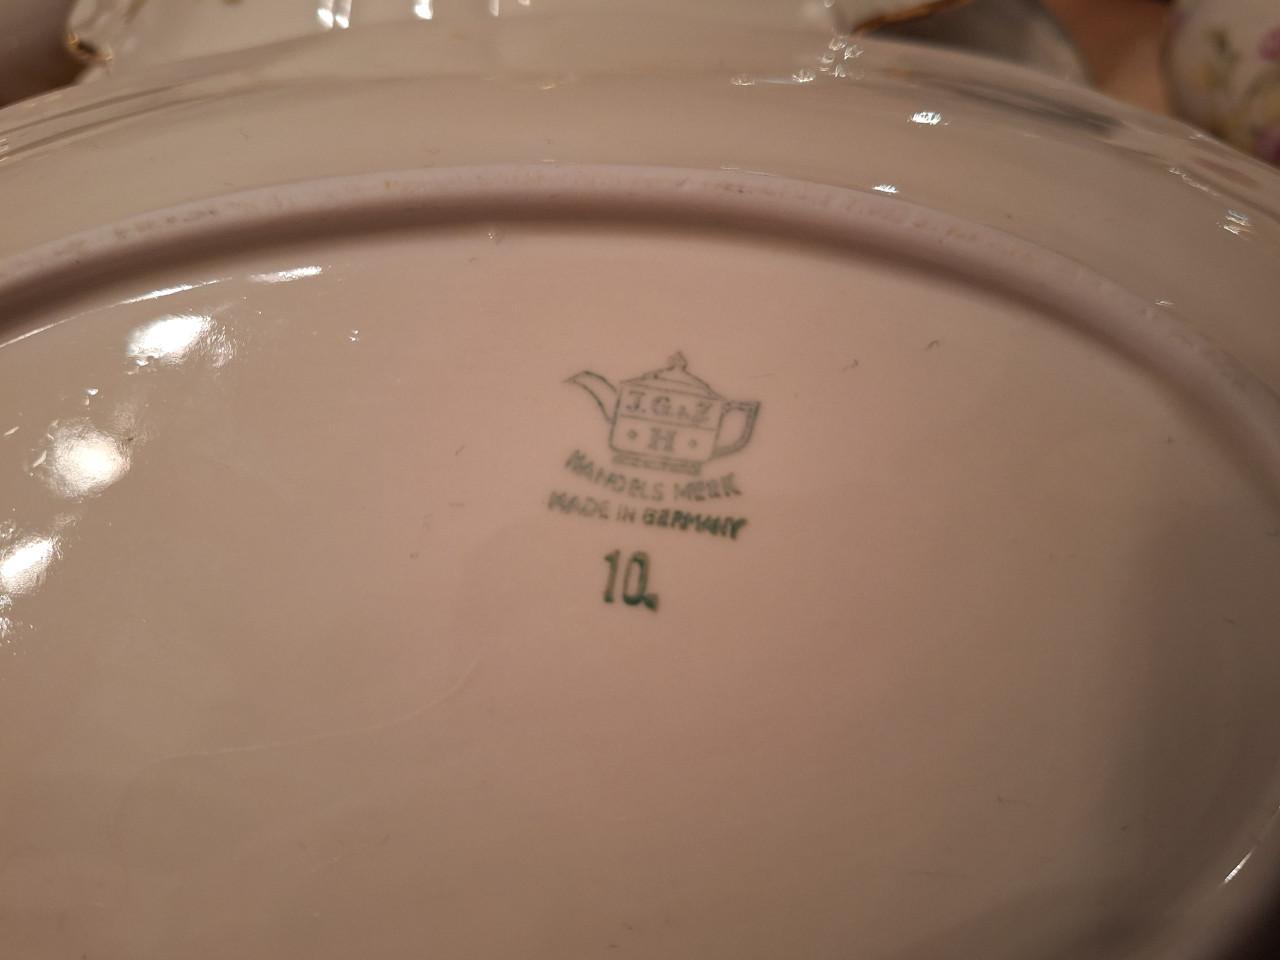 J.G.&Z
H
HANDELS MERK
MADE IN GERMANY
10